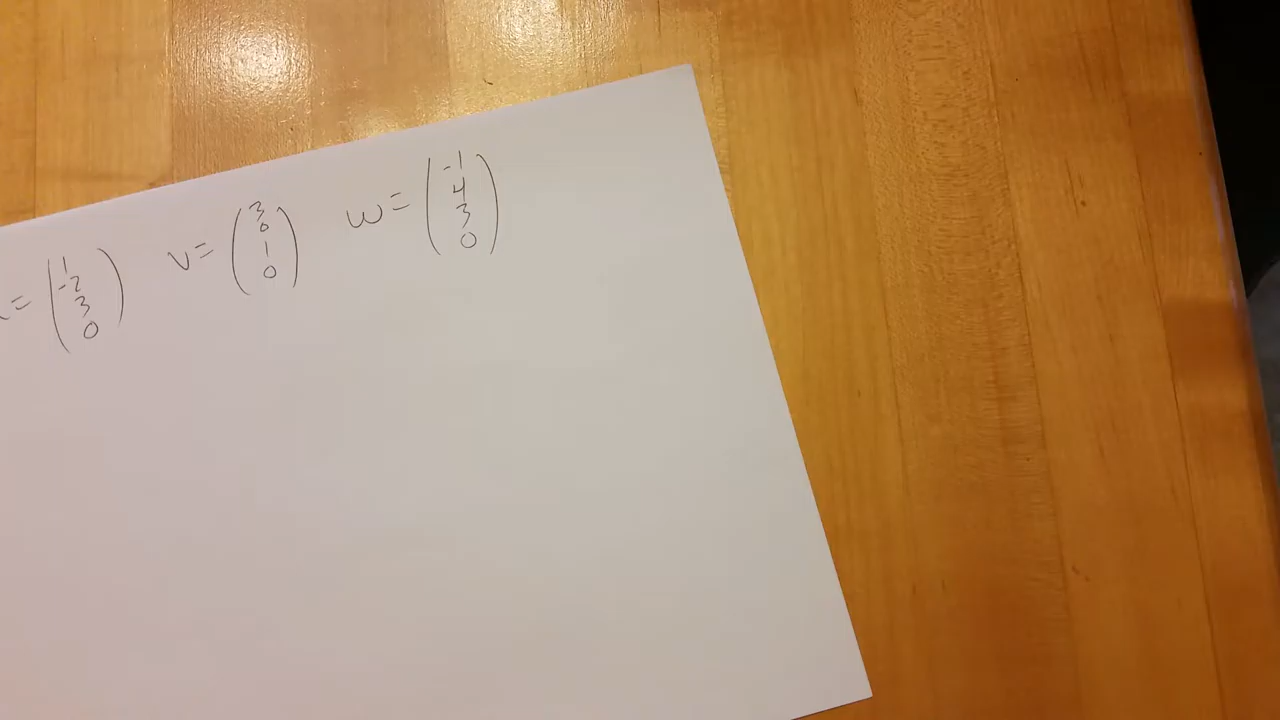 = (1 -2 3 0) v = (3 0 1 0) w = (-1 4 3 0)